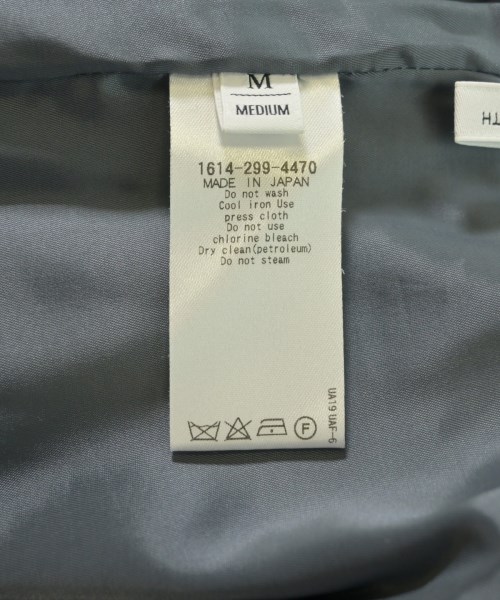 M
MEDIUM
TH
1614-299-4470
MADE IN JAPAN
Do not wash
Cool iron Use
press cloth
Do not use
chlorine bleach
Dry clean(petroleum)
Do not steam
UA19 UAF-6
F